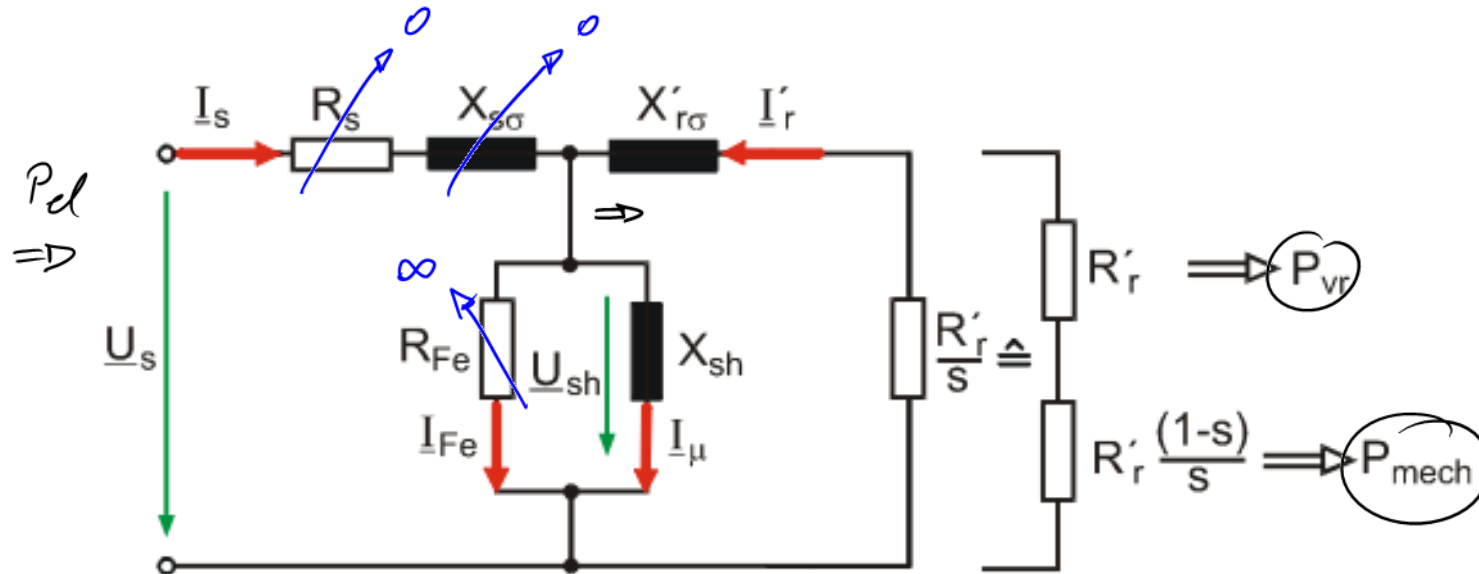 0 0
I_s R_s X_sσ X´_rσ I´_r
P_el
⇒ ⇒
∞
R´_r ⇒ P_vr
U_s R_Fe U_sh X_sh R´_r/s ≙
I_Fe I_μ R´_r (1-s)/s ⇒ P_mech